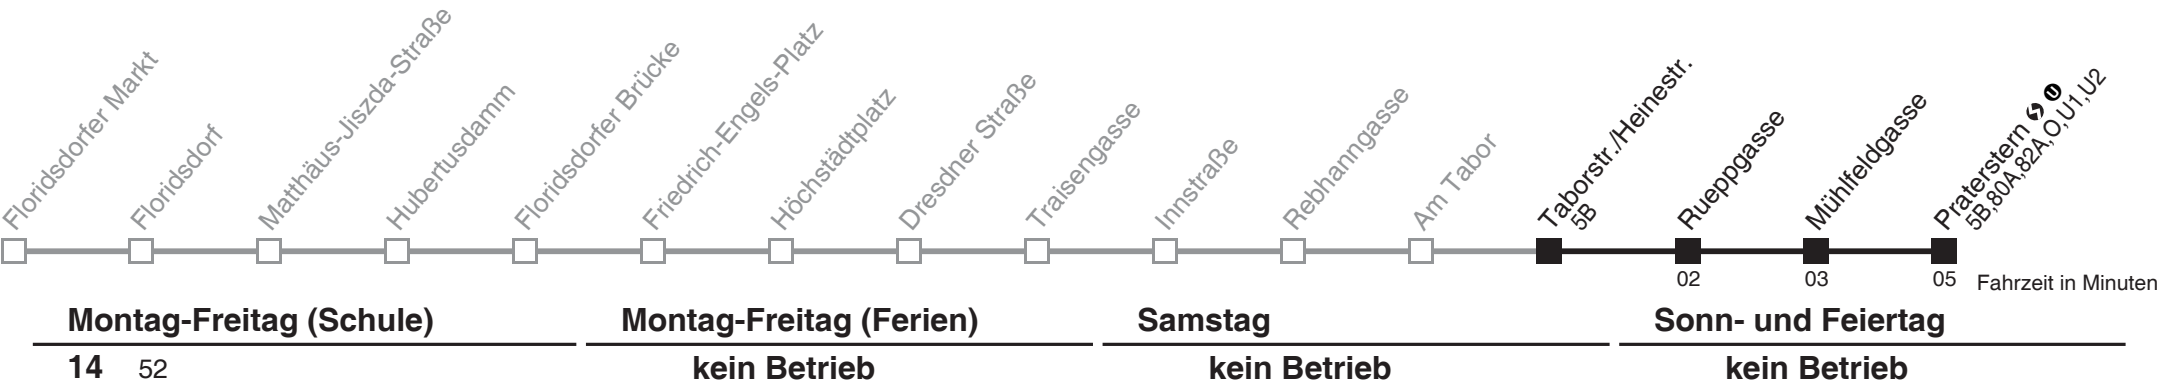 Floridsdorfer Markt
Floridsdorf
Matthäus-Jiszda-Straße
Hubertusdamm
Floridsdorfer Brücke
Friedrich-Engels-Platz
Höchstädtplatz
Dresdner Straße
Traisengasse
Innstraße
Rebhanngasse
Am Tabor
Taborstr./Heinestr.
5B
Rueppgasse
Mühlfeldgasse
Praterstern S U
5B,80A,82A,O,U1,U2
02 03 05 Fahrzeit in Minuten
Montag-Freitag (Schule) Montag-Freitag (Ferien) Samstag Sonn- und Feiertag
14 52 kein Betrieb kein Betrieb kein Betrieb